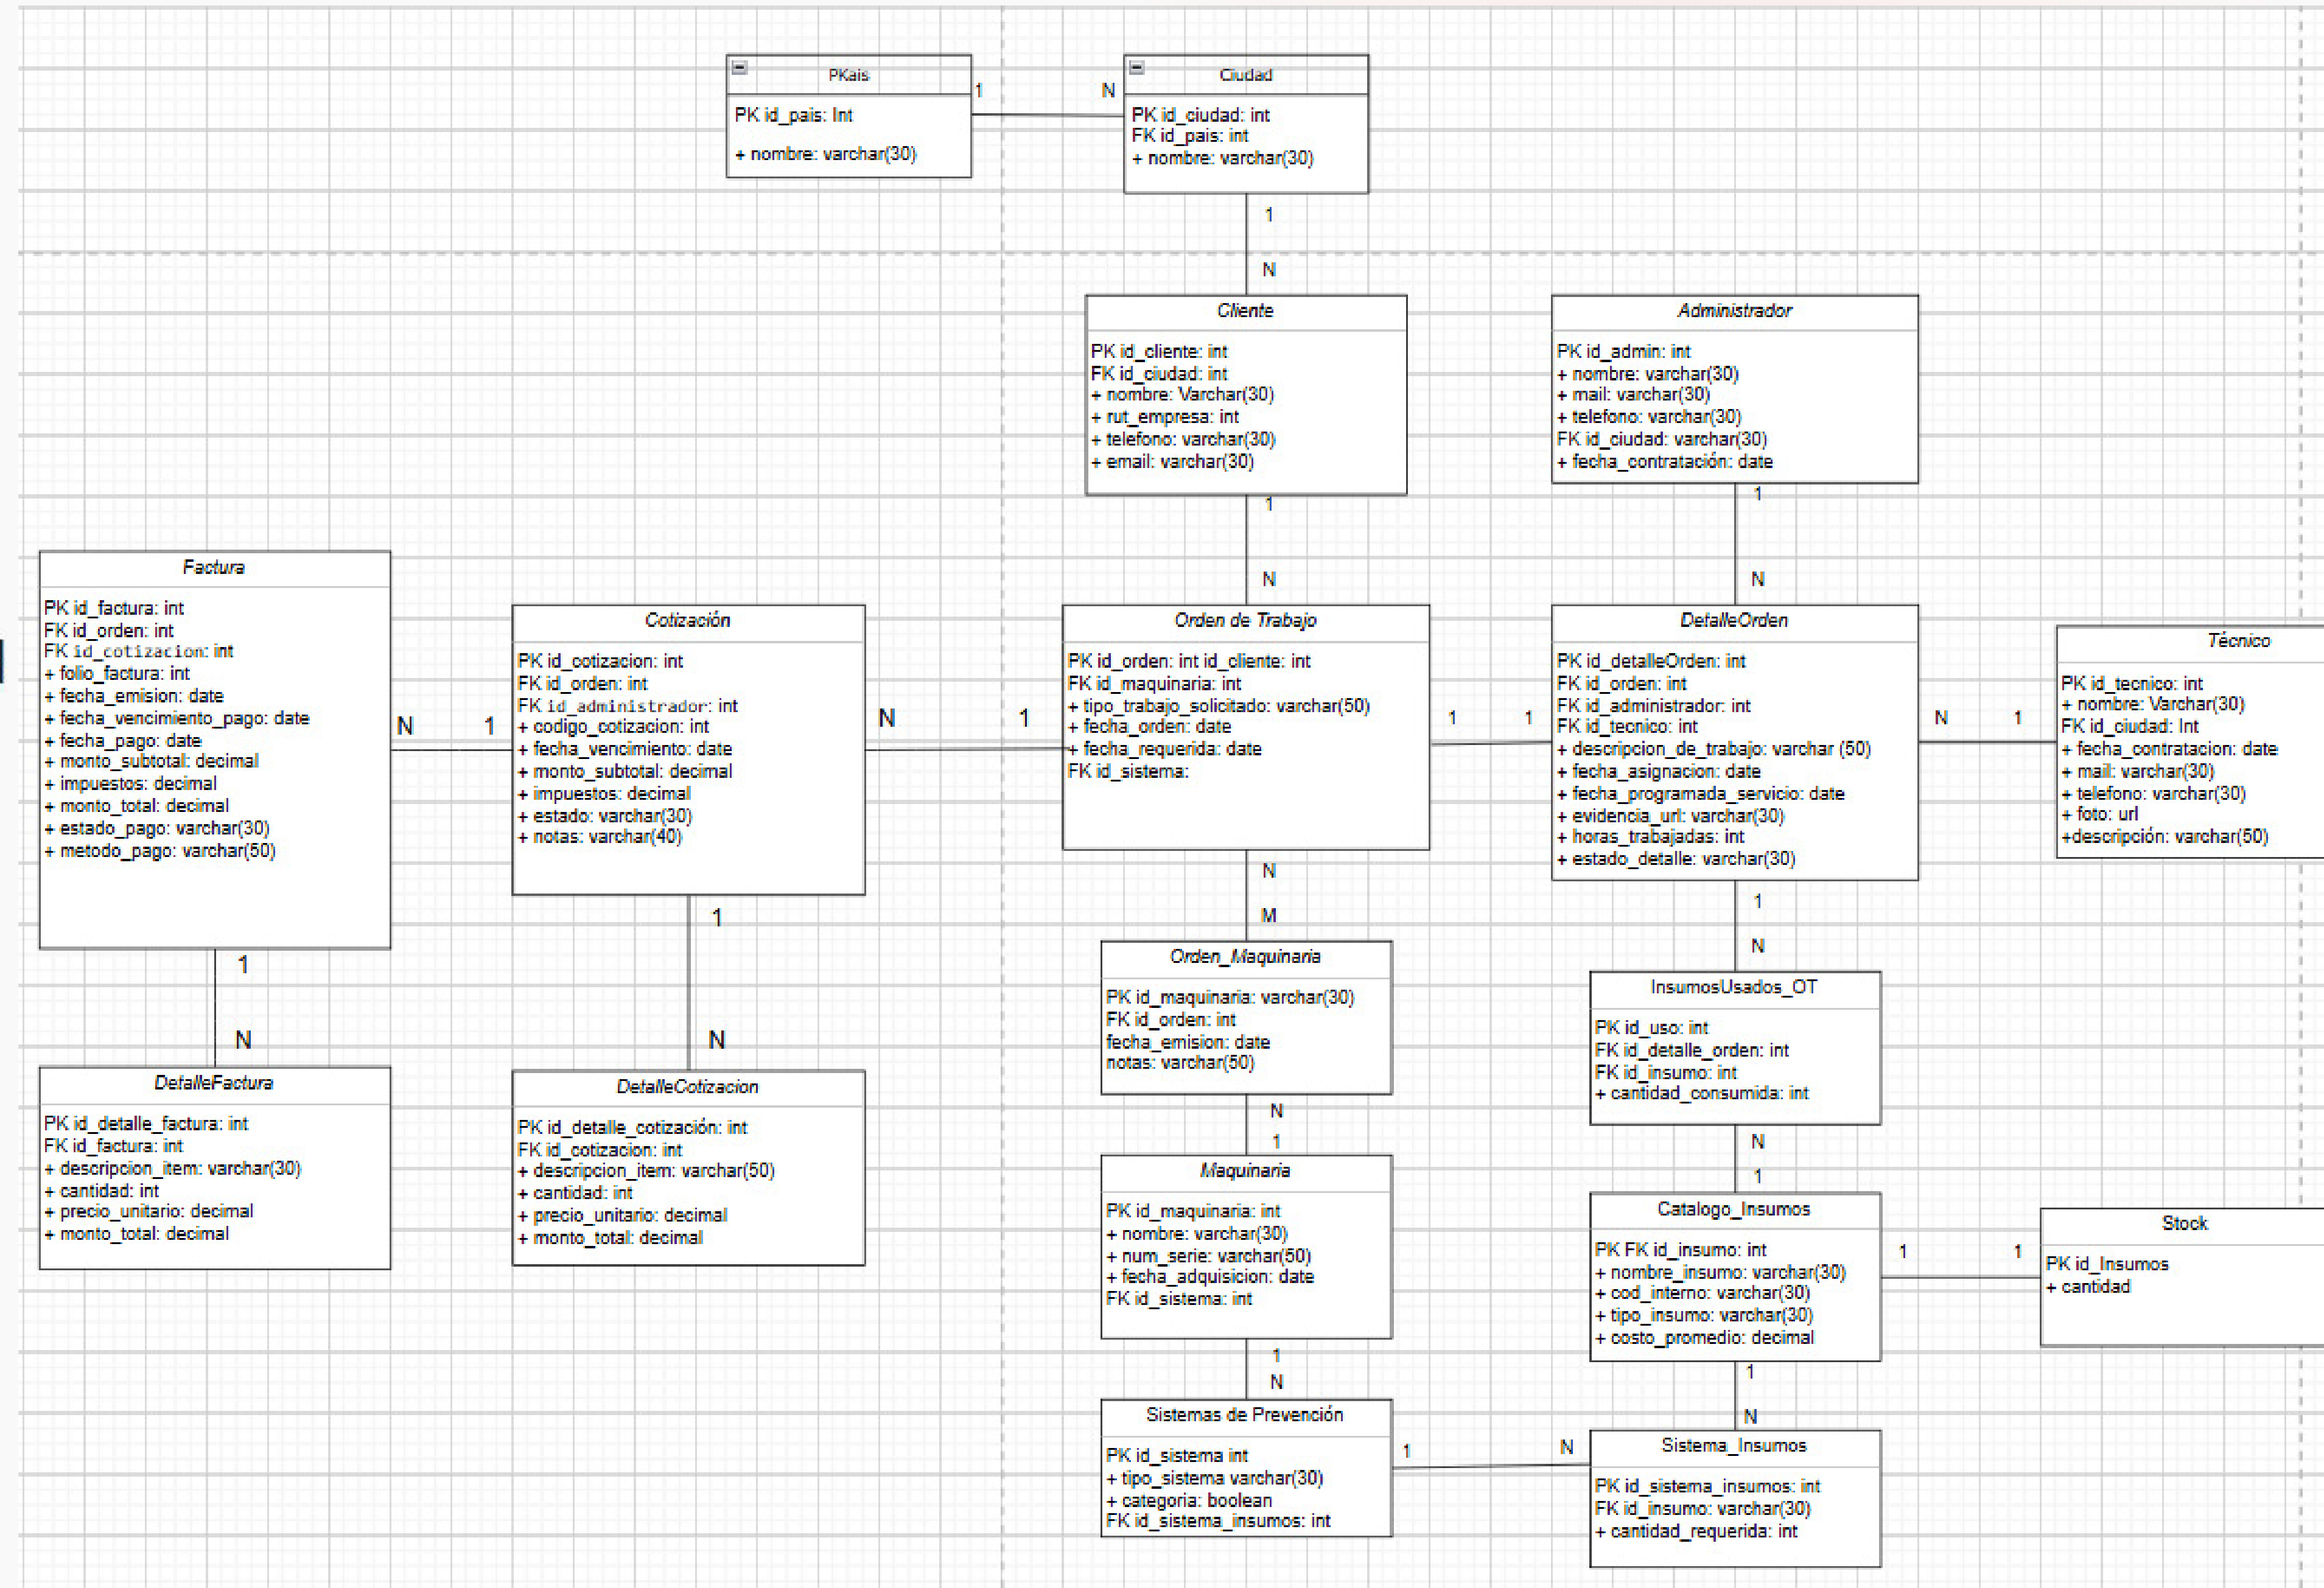 PKais
PK id_pais: Int
+ nombre: varchar(30)
1
N
Ciudad
PK id_ciudad: int
FK id_pais: int
+ nombre: varchar(30)
1
N
Cliente
PK id_cliente: int
FK id_ciudad: int
+ nombre: Varchar(30)
+ rut_empresa: int
+ telefono: varchar(30)
+ email: varchar(30)
1
N
Administrador
PK id_admin: int
+ nombre: varchar(30)
+ mail: varchar(30)
+ telefono: varchar(30)
FK id_ciudad: varchar(30)
+ fecha_contratación: date
1
N
Factura
PK id_factura: int
FK id_orden: int
FK id_cotizacion: int
+ folio_factura: int
+ fecha_emision: date
+ fecha_vencimiento_pago: date
+ fecha_pago: date
+ monto_subtotal: decimal
+ impuestos: decimal
+ monto_total: decimal
+ estado_pago: varchar(30)
+ metodo_pago: varchar(50)
N
1
Cotización
PK id_cotizacion: int
FK id_orden: int
FK id_administrador: int
+ codigo_cotizacion: int
+ fecha_vencimiento: date
+ monto_subtotal: decimal
+ impuestos: decimal
+ estado: varchar(30)
+ notas: varchar(40)
N
1
Orden de Trabajo
PK id_orden: int id_cliente: int
FK id_maquinaria: int
+ tipo_trabajo_solicitado: varchar(50)
+ fecha_orden: date
+ fecha_requerida: date
FK id_sistema:
1
1
DetalleOrden
PK id_detalleOrden: int
FK id_orden: int
FK id_administrador: int
FK id_tecnico: int
+ descripcion_de_trabajo: varchar (50)
+ fecha_asignacion: date
+ fecha_programada_servicio: date
+ evidencia_url: varchar(30)
+ horas_trabajadas: int
+ estado_detalle: varchar(30)
N
1
Técnico
PK id_tecnico: int
+ nombre: Varchar(30)
FK id_ciudad: Int
+ fecha_contratacion: date
+ mail: varchar(30)
+ telefono: varchar(30)
+ foto: url
+descripción: varchar(50)
1
N
DetalleFactura
PK id_detalle_factura: int
FK id_factura: int
+ descripcion_item: varchar(30)
+ cantidad: int
+ precio_unitario: decimal
+ monto_total: decimal
1
N
DetalleCotizacion
PK id_detalle_cotización: int
FK id_cotizacion: int
+ descripcion_item: varchar(50)
+ cantidad: int
+ precio_unitario: decimal
+ monto_total: decimal
N
M
Orden_Maquinaria
PK id_maquinaria: varchar(30)
FK id_orden: int
fecha_emision: date
notas: varchar(50)
N
1
Maquinaria
PK id_maquinaria: int
+ nombre: varchar(30)
+ num_serie: varchar(50)
+ fecha_adquisicion: date
FK id_sistema: int
1
N
Sistemas de Prevención
PK id_sistema int
+ tipo_sistema varchar(30)
+ categoria: boolean
FK id_sistema_insumos: int
1
N
1
N
InsumosUsados_OT
PK id_uso: int
FK id_detalle_orden: int
FK id_insumo: int
+ cantidad_consumida: int
N
1
Catalogo_Insumos
PK FK id_insumo: int
+ nombre_insumo: varchar(30)
+ cod_interno: varchar(30)
+ tipo_insumo: varchar(30)
+ costo_promedio: decimal
1
1
Stock
PK id_Insumos
+ cantidad
1
N
Sistema_Insumos
PK id_sistema_insumos: int
FK id_insumo: varchar(30)
+ cantidad_requerida: int